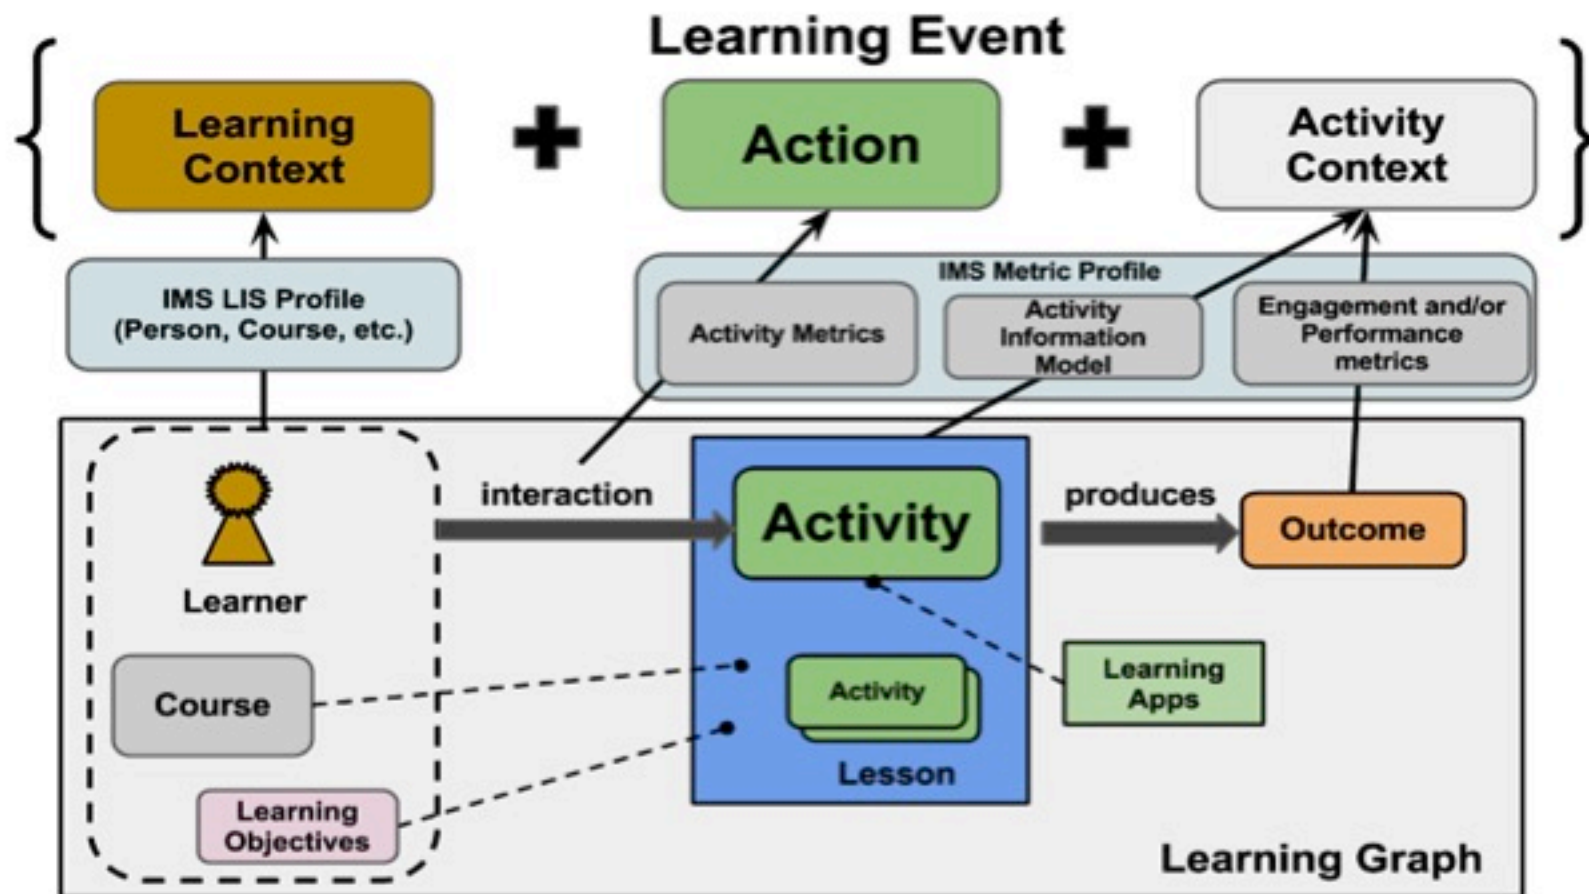 Learning Event
Learning
Context
Action
Activity
Context
IMS LIS Profile
(Person, Course, etc.)
IMS Metric Profile
Activity Metrics
Activity
Information
Model
Engagement and/or
Performance
metrics
interaction
Activity
produces
Outcome
Learner
Course
Activity
Learning
Apps
Lesson
Learning
Objectives
Learning Graph